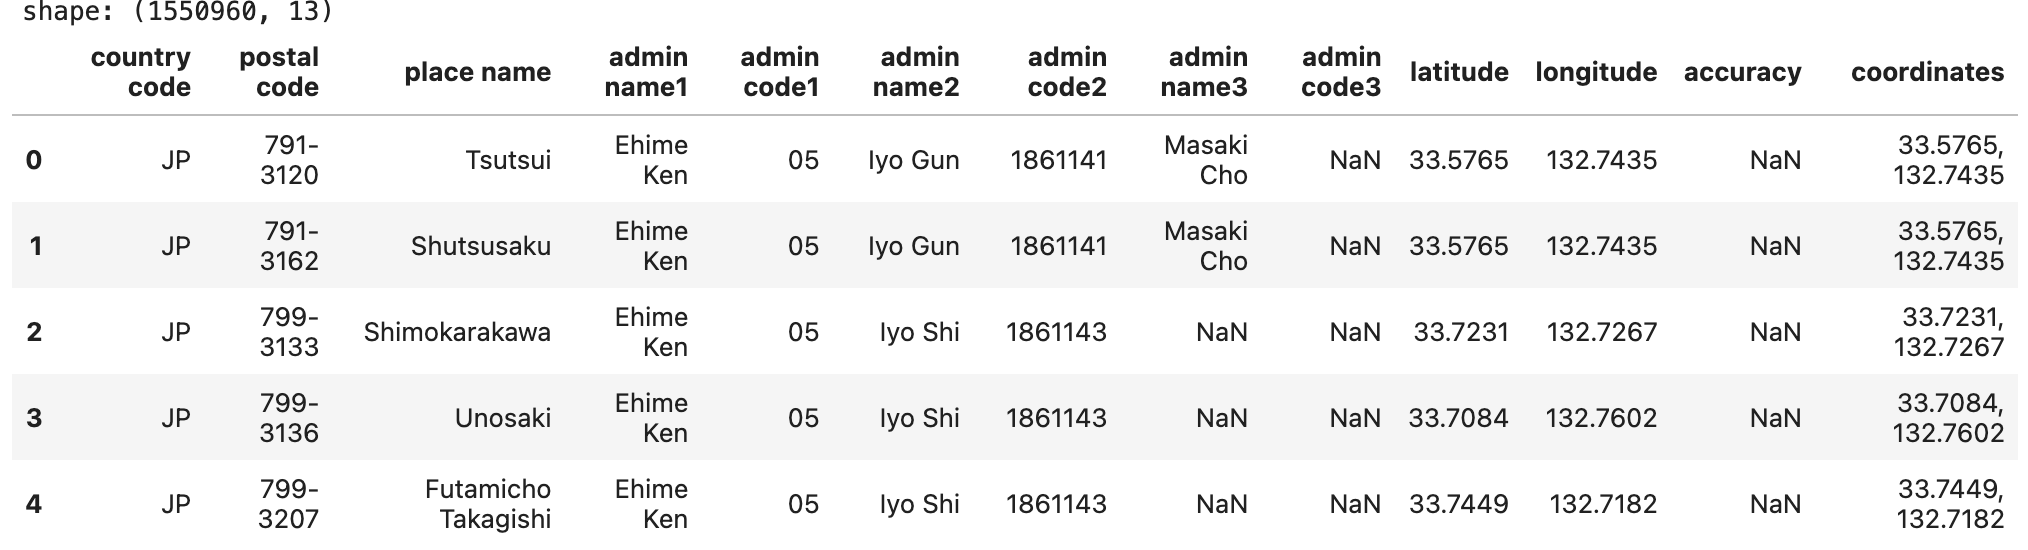 shape: (1550960, 13)
country code postal code place name admin name1 admin code1 admin name2 admin code2 admin name3 admin code3 latitude longitude accuracy coordinates
0 JP 791-3120 Tsutsui Ehime Ken 05 Iyo Gun 1861141 Masaki Cho NaN 33.5765 132.7435 NaN 33.5765, 132.7435
1 JP 791-3162 Shutsusaku Ehime Ken 05 Iyo Gun 1861141 Masaki Cho NaN 33.5765 132.7435 NaN 33.5765, 132.7435
2 JP 799-3133 Shimokarakawa Ehime Ken 05 Iyo Shi 1861143 NaN NaN 33.7231 132.7267 NaN 33.7231, 132.7267
3 JP 799-3136 Unosaki Ehime Ken 05 Iyo Shi 1861143 NaN NaN 33.7084 132.7602 NaN 33.7084, 132.7602
4 JP 799-3207 Futamicho Takagishi Ehime Ken 05 Iyo Shi 1861143 NaN NaN 33.7449 132.7182 NaN 33.7449, 132.7182